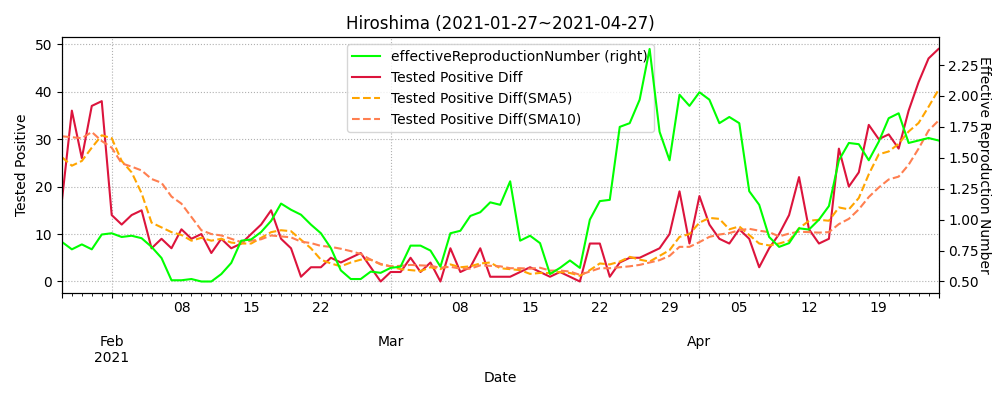 Hiroshima (2021-01-27~2021-04-27)
effectiveReproductionNumber (right)
Tested Positive Diff
Tested Positive Diff(SMA5)
Tested Positive Diff(SMA10)
Tested Positive
50
40
30
20
10
0
2.25
2.00
1.75
1.50
1.25
1.00
0.75
0.50
Effective Reproduction Number
08 15 22 08 15 22 29 05 12 19
Feb Mar Apr
2021
Date